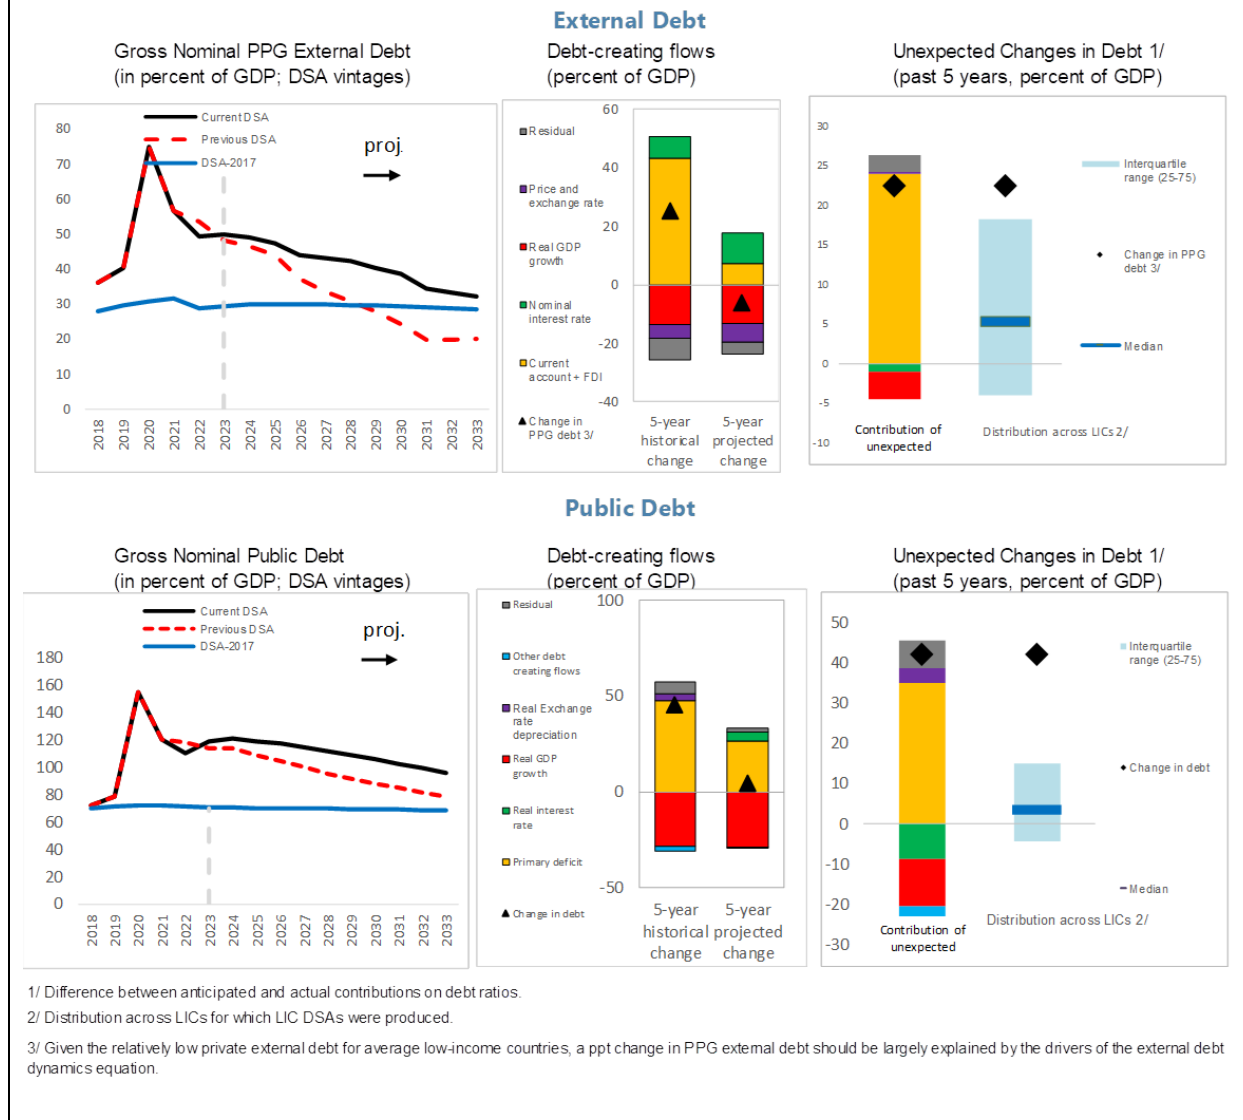 External Debt
Gross Nominal PPG External Debt
(in percent of GDP; DSA vintages)
Current DSA
Previous DSA
DSA-2017
proj.
80
70
60
50
40
30
20
10
0
2018
2019
2020
2021
2022
2023
2024
2025
2026
2027
2028
2029
2030
2031
2032
2033
Debt-creating flows
(percent of GDP)
Residual
Price and
exchange rate
Real GDP
growth
Nominal
interest rate
Current
account + FDI
Change in
PPG debt 3/
60
40
20
0
-20
-40
5-year
historical
change
5-year
projected
change
Unexpected Changes in Debt 1/
(past 5 years, percent of GDP)
30
25
20
15
10
5
0
-5
-10
Contribution of
unexpected
Distribution across LICs 2/
Interquartile
range (25-75)
Change in PPG
debt 3/
Median
Public Debt
Gross Nominal Public Debt
(in percent of GDP; DSA vintages)
Current DSA
Previous DSA
DSA-2017
proj.
180
160
140
120
100
80
60
40
20
0
2018
2019
2020
2021
2022
2023
2024
2025
2026
2027
2028
2029
2030
2031
2032
2033
Debt-creating flows
(percent of GDP)
Residual
Other debt
creating flows
Real Exchange
rate
depreciation
Real GDP
growth
Real interest
rate
Primary deficit
Change in debt
100
50
0
-50
5-year
historical
change
5-year
projected
change
Unexpected Changes in Debt 1/
(past 5 years, percent of GDP)
50
40
30
20
10
0
-10
-20
-30
Contribution of
unexpected
Distribution across LICs 2/
Interquartile
range (25-75)
Change in debt
Median
1/ Difference between anticipated and actual contributions on debt ratios.
2/ Distribution across LICs for which LIC DSAs were produced.
3/ Given the relatively low private external debt for average low-income countries, a ppt change in PPG external debt should be largely explained by the drivers of the external debt
dynamics equation.